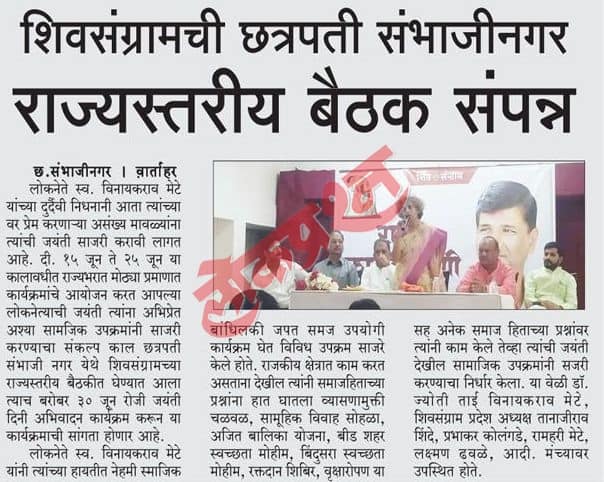 शिवसंग्रामची छत्रपती संभाजीनगर
राज्यस्तरीय बैठक संपन्न
छ.संभाजीनगर । वार्ताहर
लोकनेते स्व. विनायकराव मेटे
यांच्या दुर्दैवी निधनानी आता त्यांच्या
वर प्रेम करणाऱ्या असंख्य मावळ्यांना
त्यांची जयंती साजरी करावी लागत
आहे. दी. १५ जून ते २५ जून या
कालावधीत राज्यभरात मोठ्या प्रमाणात
कार्यक्रमांचे आयोजन करत आपल्या
लोकनेत्याची जयंती त्यांना अभिप्रेत
अश्या सामजिक उपक्रमांनी साजरी
करण्याचा संकल्प काल छत्रपती
संभाजी नगर येथे शिवसंग्रामच्या
राज्यस्तरीय बैठकीत घेण्यात आला
त्याच बरोबर ३० जून रोजी जयंती
दिनी अभिवादन कार्यक्रम करून या
कार्यक्रमाची सांगता होणार आहे.
लोकनेते स्व. विनायकराव मेटे
यांनी त्यांच्या हायतीत नेहमी स्माजिक
शिव संग्राम
बांधिलकी जपत समज उपयोगी
कार्यक्रम घेत विविध उपक्रम साजरे
केले होते. राजकीय क्षेत्रात काम करत
असताना देखील त्यांनी समाजहिताच्या
प्रश्नांना हात घातला व्यासणामुक्ती
चळवळ, सामूहिक विवाह सोहळा,
अजित बालिका योजना, बीड शहर
स्वच्छता मोहीम, बिंदुसरा स्वच्छता
मोहीम, रक्तदान शिबिर, वृक्षारोपण या
सह अनेक समाज हिताच्या प्रश्नांवर
त्यांनी काम केले तेव्हा त्यांची जयंती
देखील सामाजिक उपक्रमांनी सजरी
करण्याचा निर्धार केला. या वेळी डॉ.
ज्योती ताई विनायकराव मेटे,
शिवसंग्राम प्रदेश अध्यक्ष तानाजीराव
शिंदे, प्रभाकर कोलंगडे, रामहरी मेटे,
लक्ष्मण ढवळे, आदी. मंच्यावर
उपस्थित होते.